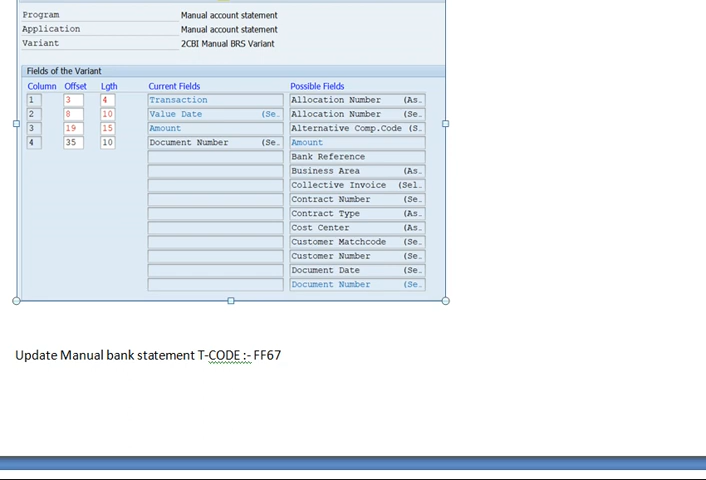 Program Manual account statement
Application Manual account statement
Variant 2CBI Manual BRS Variant
Fields of the Variant
Column Offset Lgth Current Fields Possible Fields
1 3 4 Transaction Allocation Number (As…
2 8 10 Value Date (Se… Allocation Number (Se…
3 19 15 Amount Alternative Comp.Code (S…
4 35 10 Document Number (Se… Amount
Bank Reference
Business Area (As…
Collective Invoice (Sel…
Contract Number (Se…
Contract Type (As…
Cost Center (As…
Customer Matchcode (Se…
Customer Number (Se…
Document Date (Se…
Document Number (Se…
Update Manual bank statement T-CODE :- FF67